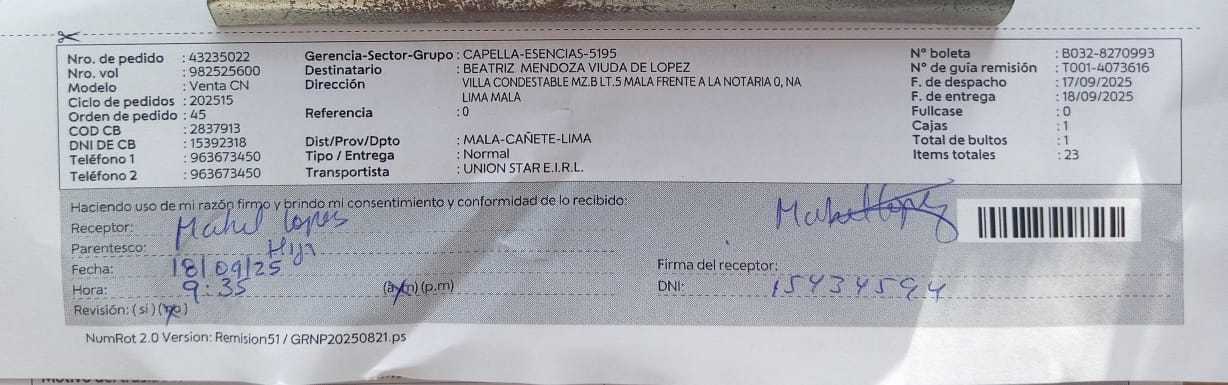 Nro. de pedido : 43235022
Nro. vol : 982525600
Modelo : Venta CN
Ciclo de pedidos : 202515
Orden de pedido : 45
COD CB : 2837913
DNI DE CB : 15392318
Teléfono 1 : 963673450
Teléfono 2 : 963673450
Gerencia-Sector-Grupo : CAPELLA-ESENCIAS-5195
Destinatario : BEATRIZ MENDOZA VIUDA DE LOPEZ
Dirección VILLA CONDESTABLE MZ.B LT.5 MALA FRENTE A LA NOTARIA 0, NA
LIMA MALA
Referencia : 0
Dist/Prov/Dpto : MALA-CAÑETE-LIMA
Tipo / Entrega : Normal
Transportista : UNION STAR E.I.R.L.
N° boleta : B032-8270993
N° de guía remisión : T001-4073616
F. de despacho : 17/09/2025
F. de entrega : 18/09/2025
Fullcase : 0
Cajas : 1
Total de bultos : 1
Items totales : 23
Haciendo uso de mi razón firmo y brindo mi consentimiento y conformidad de lo recibido:
Receptor: Mabel Lopes
Parentesco: Hija
Fecha: 18/09/25
Hora: 9:35 (a.m) (p.m)
Revisión: ( si ) ( no )
Mabel Lopez
Firma del receptor:
DNI: 15434594
NumRot 2.0 Version: Remision51 / GRNP20250821.ps